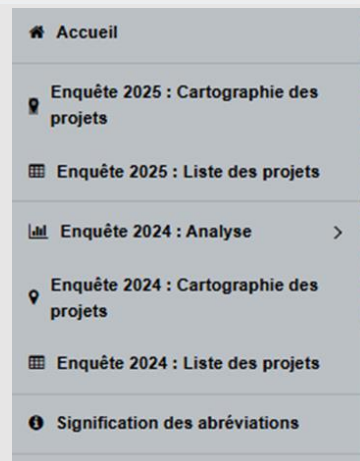 Accueil
Enquête 2025 : Cartographie des
projets
Enquête 2025 : Liste des projets
Enquête 2024 : Analyse
Enquête 2024 : Cartographie des
projets
Enquête 2024 : Liste des projets
Signification des abréviations